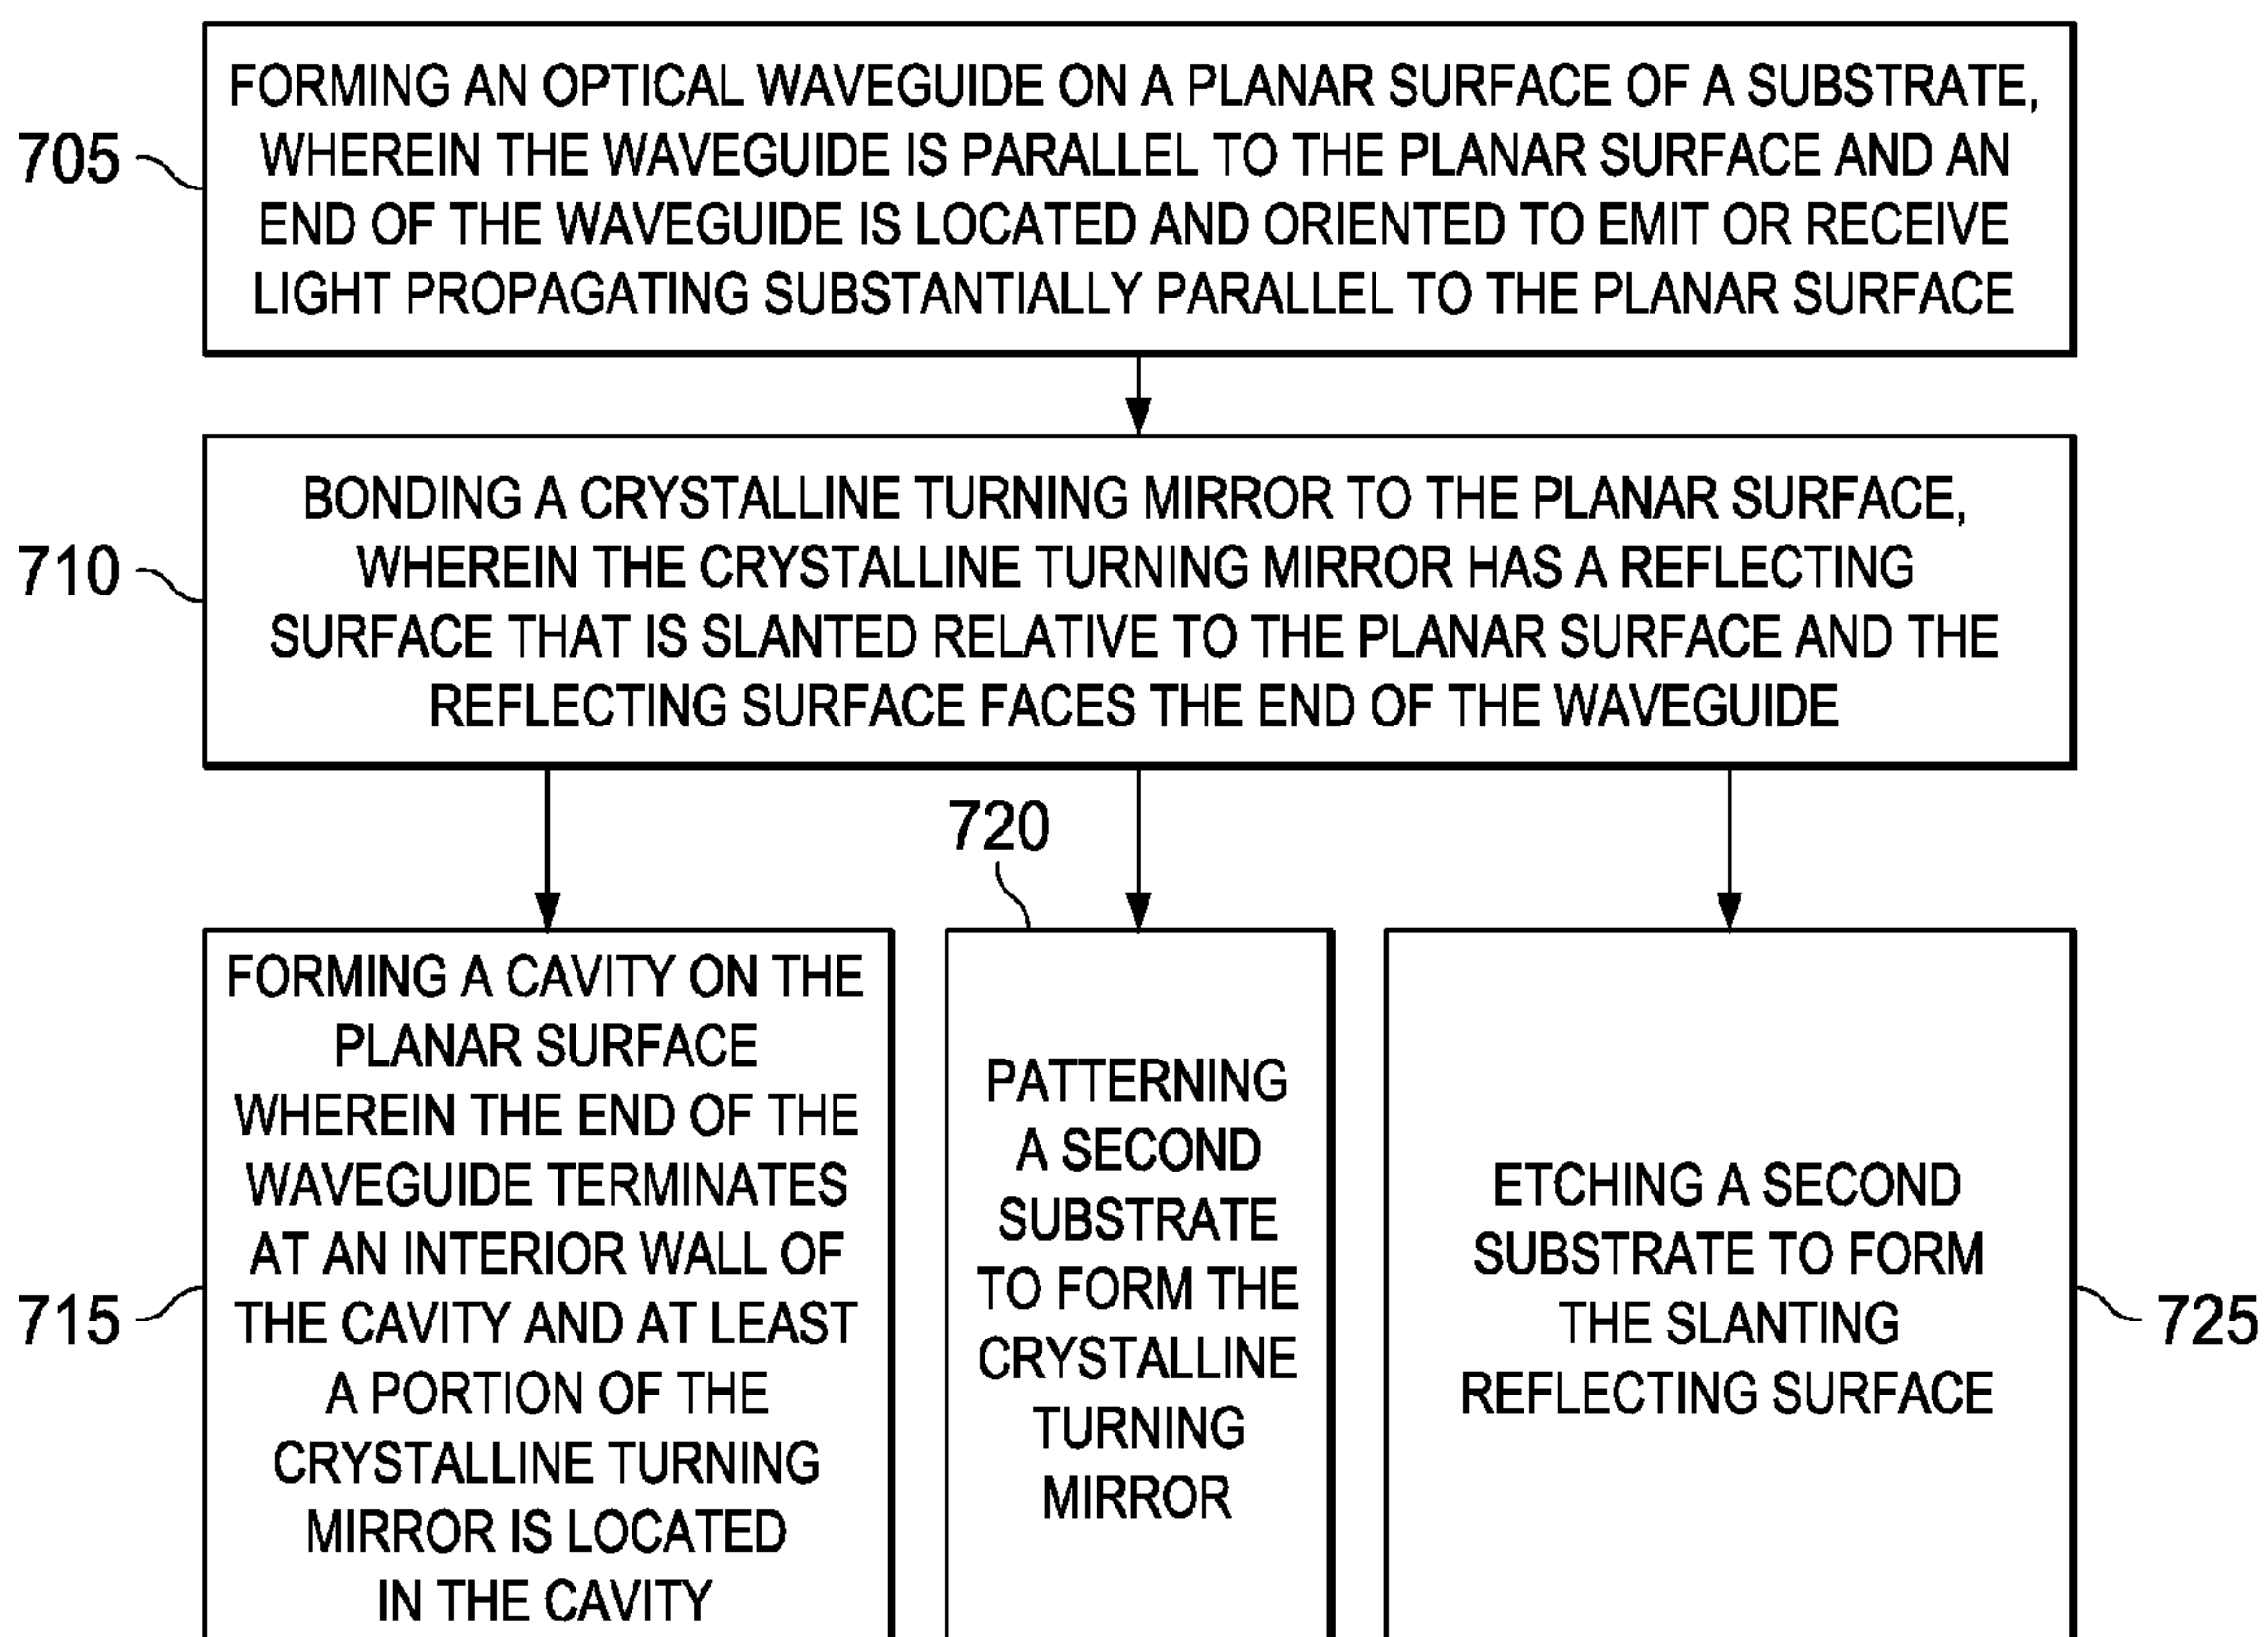 FORMING AN OPTICAL WAVEGUIDE ON A PLANAR SURFACE OF A SUBSTRATE,
WHEREIN THE WAVEGUIDE IS PARALLEL TO THE PLANAR SURFACE AND AN
END OF THE WAVEGUIDE IS LOCATED AND ORIENTED TO EMIT OR RECEIVE
LIGHT PROPAGATING SUBSTANTIALLY PARALLEL TO THE PLANAR SURFACE
705
BONDING A CRYSTALLINE TURNING MIRROR TO THE PLANAR SURFACE,
WHEREIN THE CRYSTALLINE TURNING MIRROR HAS A REFLECTING
SURFACE THAT IS SLANTED RELATIVE TO THE PLANAR SURFACE AND THE
REFLECTING SURFACE FACES THE END OF THE WAVEGUIDE
710
FORMING A CAVITY ON THE
PLANAR SURFACE
WHEREIN THE END OF THE
WAVEGUIDE TERMINATES
AT AN INTERIOR WALL OF
THE CAVITY AND AT LEAST
A PORTION OF THE
CRYSTALLINE TURNING
MIRROR IS LOCATED
IN THE CAVITY
715
720
PATTERNING
A SECOND
SUBSTRATE
TO FORM THE
CRYSTALLINE
TURNING
MIRROR
ETCHING A SECOND
SUBSTRATE TO FORM
THE SLANTING
REFLECTING SURFACE
725